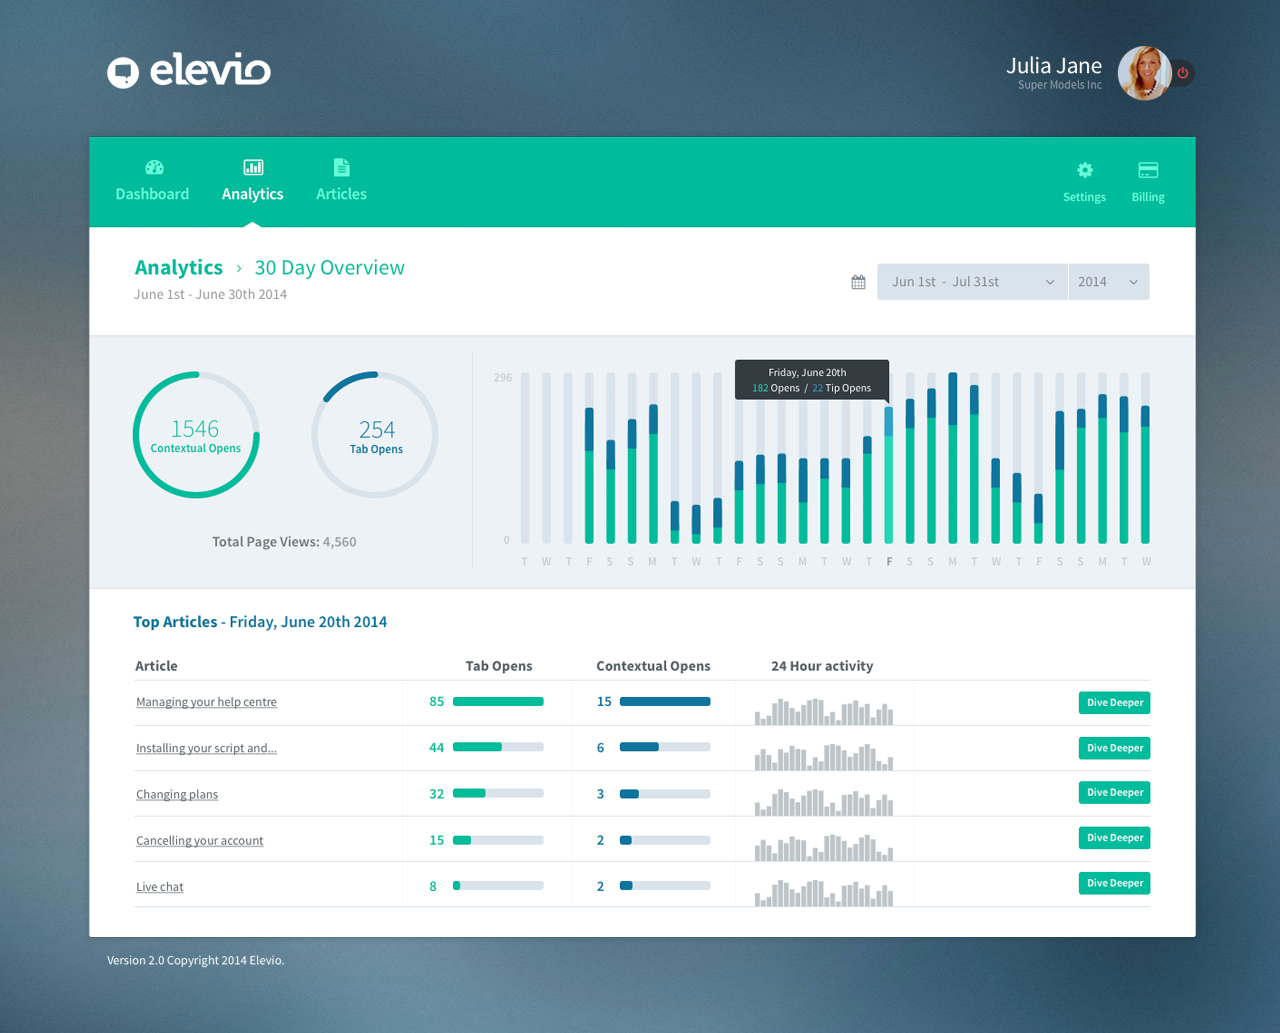 elevio
Julia Jane
Super Models Inc
Dashboard
Analytics
Articles
Settings
Billing
Analytics › 30 Day Overview
June 1st - June 30th 2014
Jun 1st - Jul 31st
2014
1546
Contextual Opens
254
Tab Opens
Total Page Views: 4,560
296
0
Friday, June 20th
182 Opens / 22 Tip Opens
T W T F S S M T W T F S S M T W T F S S M T W T F S S M T W
Top Articles - Friday, June 20th 2014
Article Tab Opens Contextual Opens 24 Hour activity
Managing your help centre 85 15 Dive Deeper
Installing your script and... 44 6 Dive Deeper
Changing plans 32 3 Dive Deeper
Cancelling your account 15 2 Dive Deeper
Live chat 8 2 Dive Deeper
Version 2.0 Copyright 2014 Elevio.